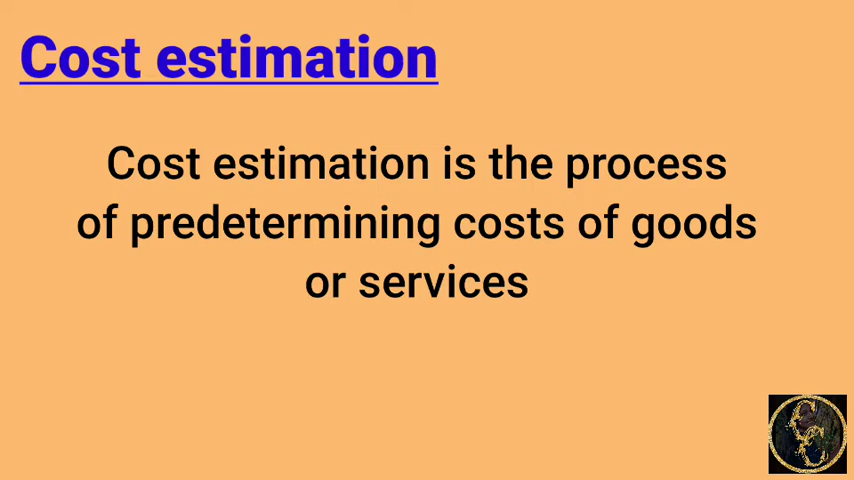 Cost estimation
Cost estimation is the process
of predetermining costs of goods
or services